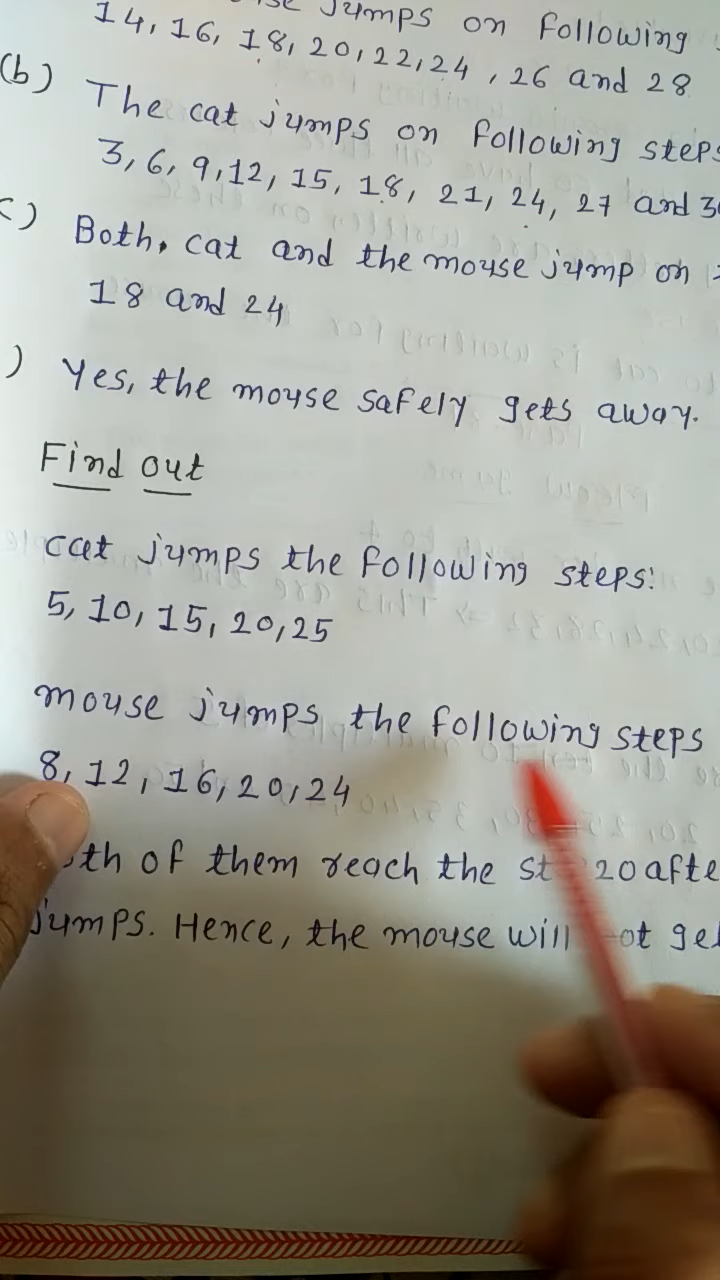 jumps on following
14, 16, 18, 20, 22, 24, 26 and 28
(b) The cat jumps on following steps
3, 6, 9, 12, 15, 18, 21, 24, 27 and 30
Both, cat and the mouse jump on
18 and 24
) Yes, the mouse safely gets away.
Find out
cat jumps the following steps:
5, 10, 15, 20, 25
mouse jumps the following steps
8, 12, 16, 20, 24
of them reach the 20
jumps. Hence, the mouse will